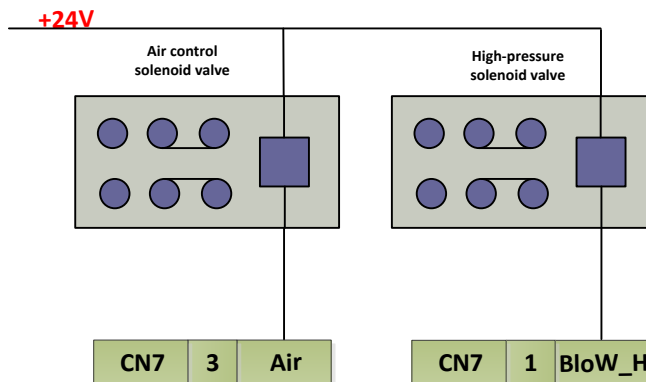 +24V
Air control
solenoid valve
High-pressure
solenoid valve
CN7 3 Air
CN7 1 BloW_H